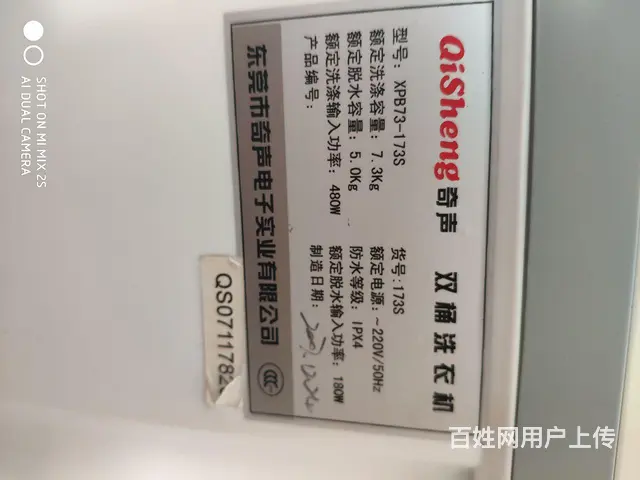 QiSheng 奇声 双桶洗衣机
型号: XPB73-173S 货号:173S
额定洗涤容量: 7.3Kg 额定电源:~220V/50Hz
额定脱水容量: 5.0Kg 防水等级: IPX4
额定洗涤输入功率: 480W 额定脱水输入功率: 180W
产品编号: 制造日期:
东莞市奇声电子实业有限公司
QS0711782
SHOT ON MI MIX 2S
AI DUAL CAMERA
百姓网用户上传